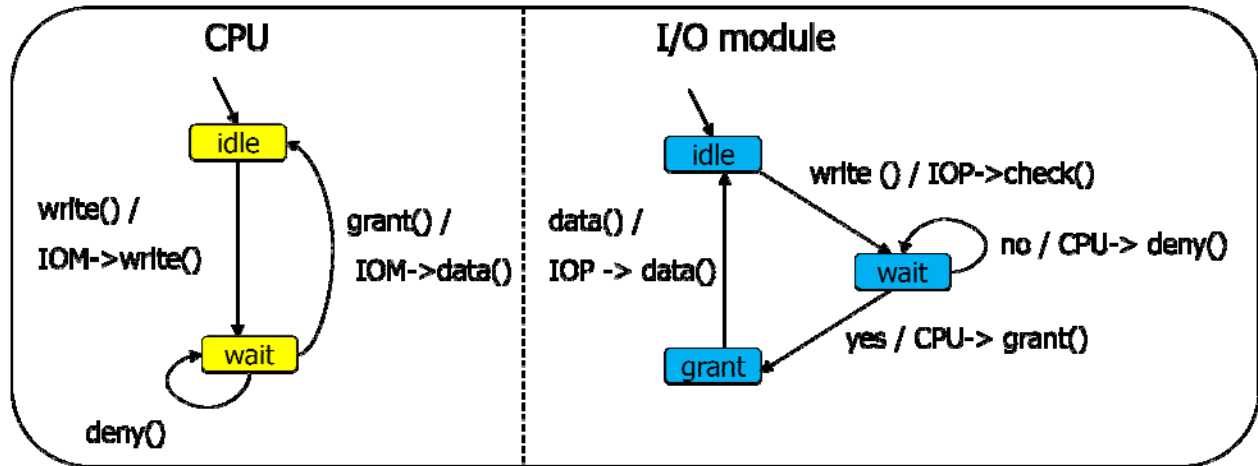 CPU
idle
write() /
IOM->write()
grant() /
IOM->data()
wait
deny()
I/O module
idle
write () / IOP->check()
data() /
IOP -> data()
no / CPU-> deny()
wait
yes / CPU-> grant()
grant